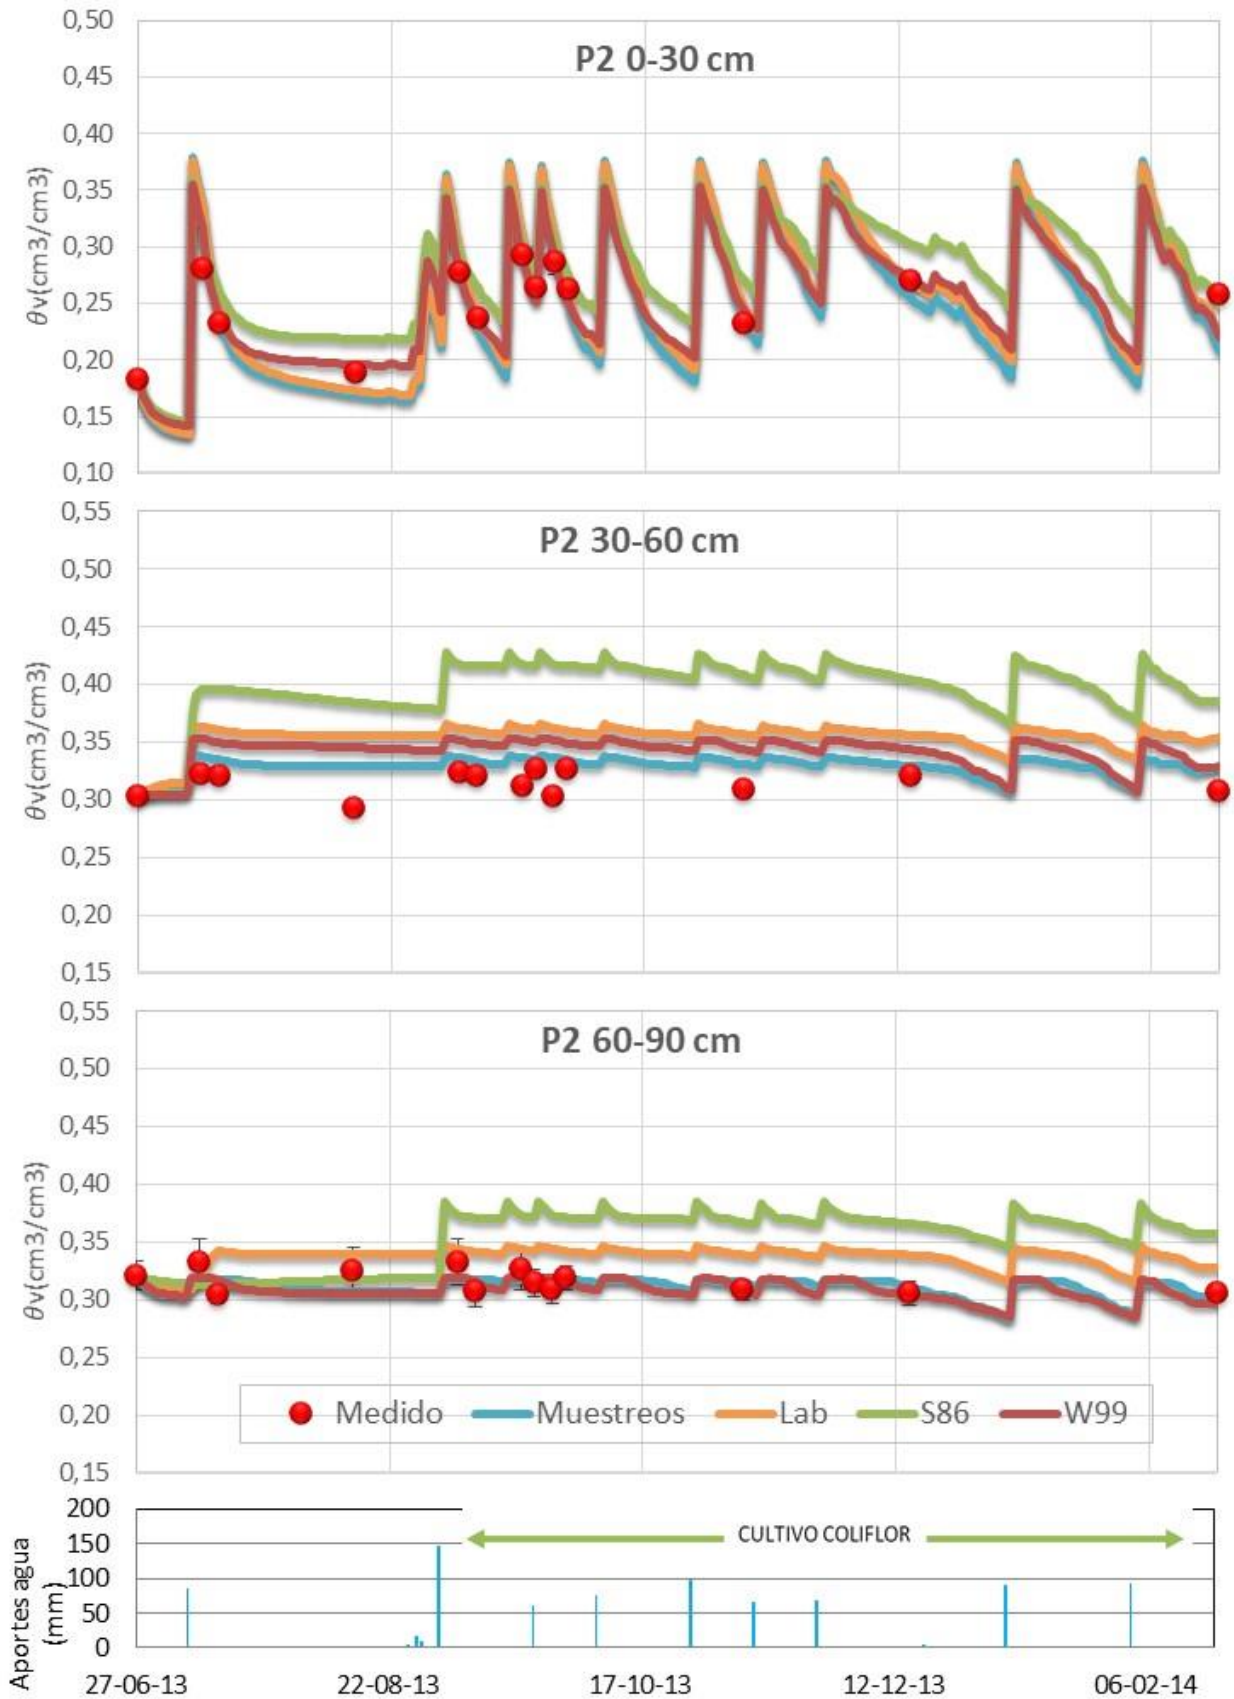 P2 0-30 cm
θv(cm3/cm3)
0,50
0,45
0,40
0,35
0,30
0,25
0,20
0,15
0,10
P2 30-60 cm
θv(cm3/cm3)
0,55
0,50
0,45
0,40
0,35
0,30
0,25
0,20
0,15
P2 60-90 cm
θv(cm3/cm3)
0,55
0,50
0,45
0,40
0,35
0,30
0,25
0,20
0,15
Medido Muestreos Lab S86 W99
Aportes agua
(mm)
200
150
100
50
0
CULTIVO COLIFLOR
27-06-13 22-08-13 17-10-13 12-12-13 06-02-14